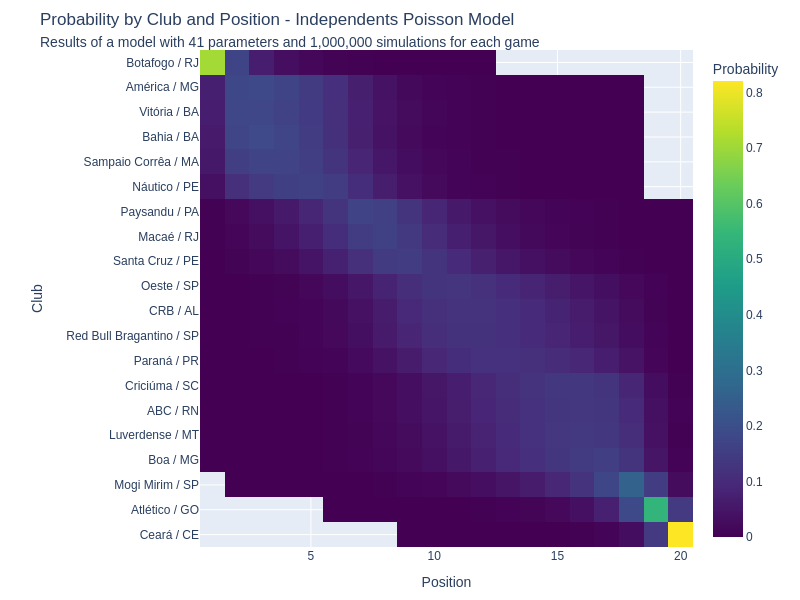 Probability by Club and Position - Independents Poisson Model
Results of a model with 41 parameters and 1,000,000 simulations for each game
Probability
Botafogo / RJ
América / MG
Vitória / BA
Bahia / BA
Sampaio Corrêa / MA
Náutico / PE
Paysandu / PA
Macaé / RJ
Santa Cruz / PE
Oeste / SP
CRB / AL
Red Bull Bragantino / SP
Paraná / PR
Criciúma / SC
ABC / RN
Luverdense / MT
Boa / MG
Mogi Mirim / SP
Atlético / GO
Ceará / CE
Club
5
10
15
20
Position
0.8
0.7
0.6
0.5
0.4
0.3
0.2
0.1
0